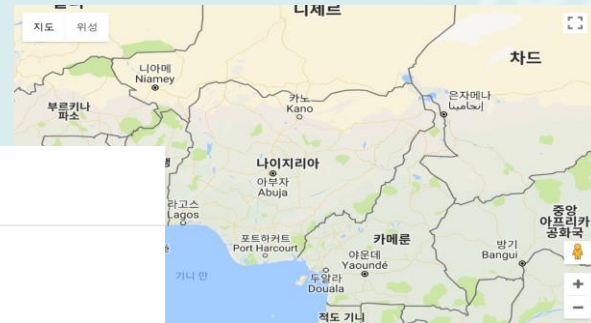 니제르
지도
위성
차드
니아메
Niamey
카노
Kano
은자메나
إنجامينا
부르키나
파소
나이지리아
아부자
Abuja
라고스
Lagos
중앙
아프리카
공화국
포트하커트
Port Harcourt
카메룬
방기
Bangui
야운데
Yaoundé
기니 만
두알라
Douala
적도 기니